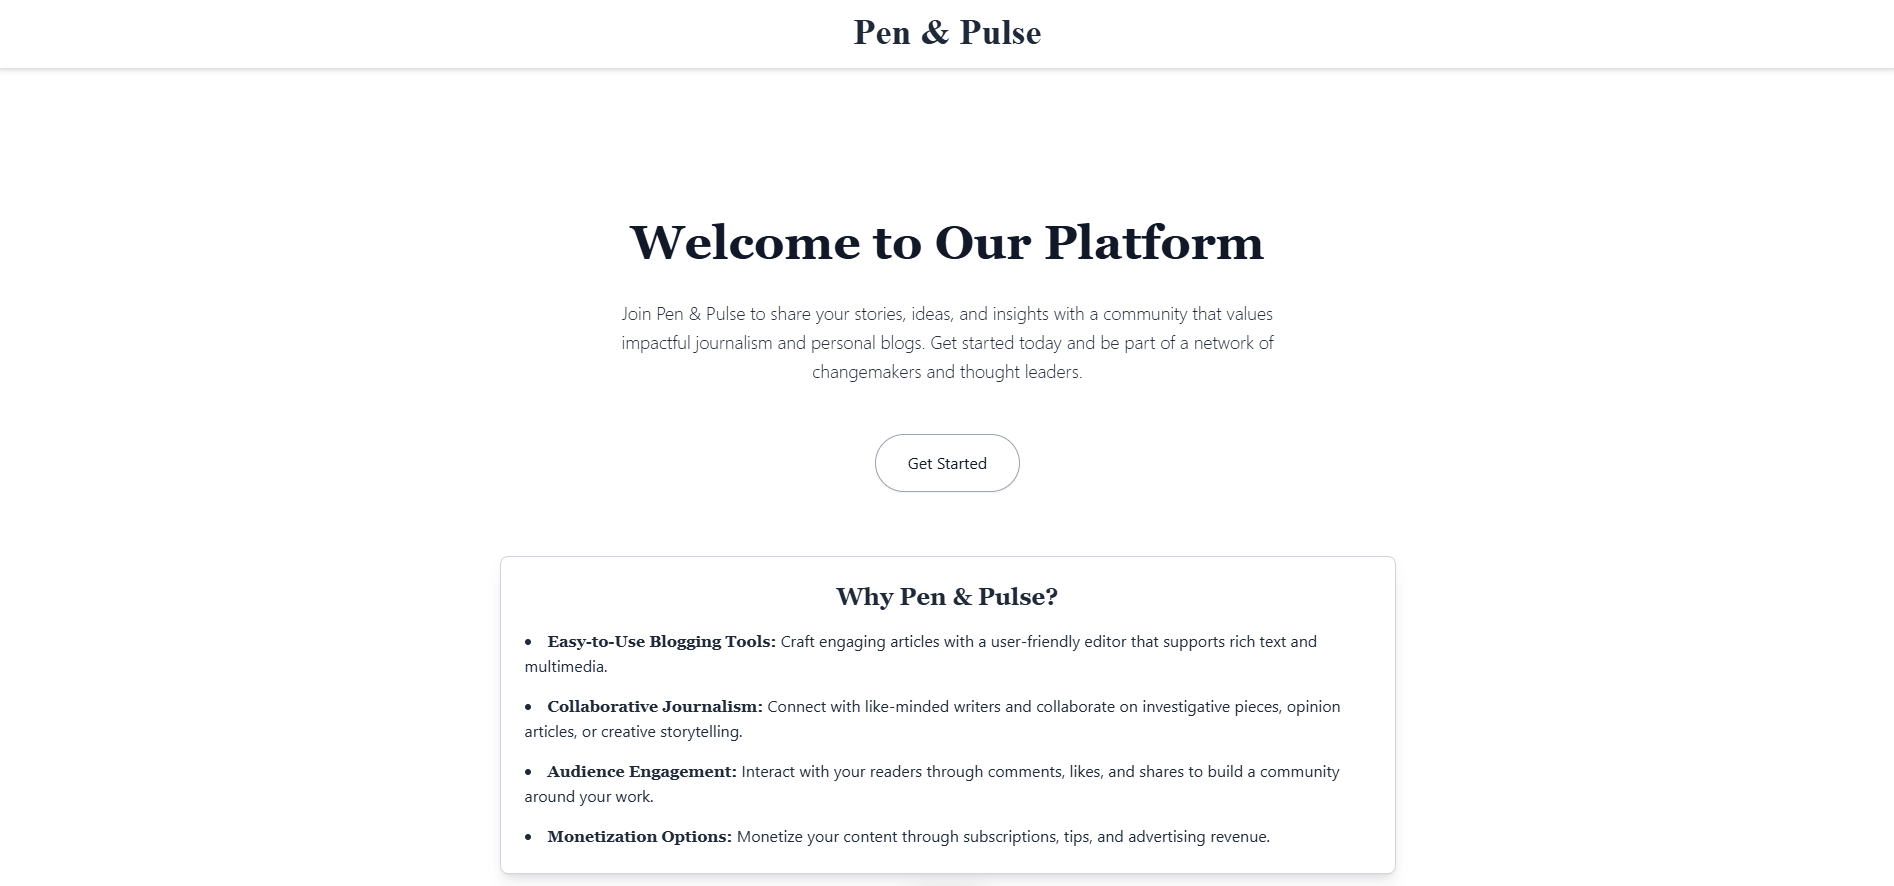 Pen & Pulse
Welcome to Our Platform
Join Pen & Pulse to share your stories, ideas, and insights with a community that values
impactful journalism and personal blogs. Get started today and be part of a network of
changemakers and thought leaders.
Get Started
Why Pen & Pulse?
• Easy-to-Use Blogging Tools: Craft engaging articles with a user-friendly editor that supports rich text and
multimedia.
• Collaborative Journalism: Connect with like-minded writers and collaborate on investigative pieces, opinion
articles, or creative storytelling.
• Audience Engagement: Interact with your readers through comments, likes, and shares to build a community
around your work.
• Monetization Options: Monetize your content through subscriptions, tips, and advertising revenue.